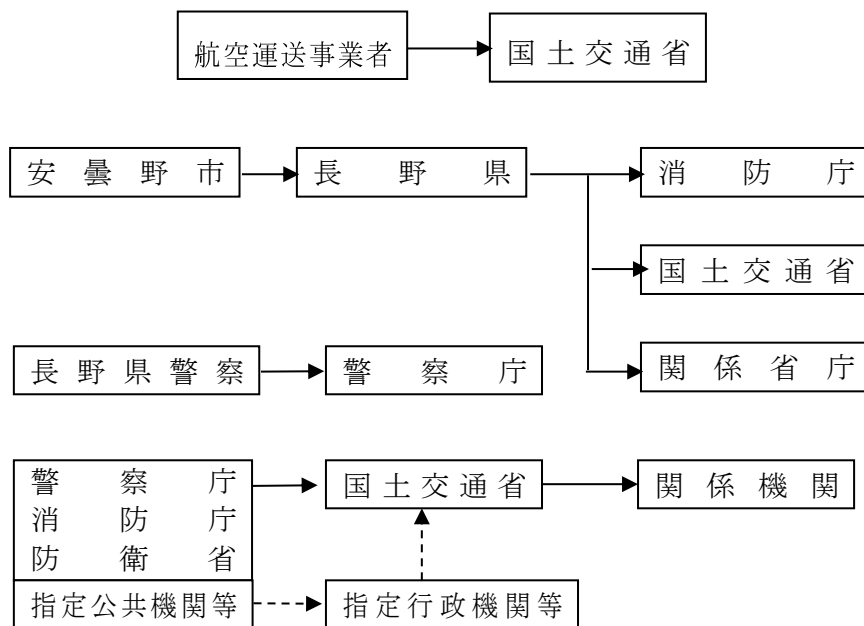 航空運送事業者 国土交通省
安曇野市 長野県 消防庁
国土交通省
長野県警察 警察庁 関係省庁
警察庁 国土交通省 関係機関
消防庁
防衛省
指定公共機関等 指定行政機関等